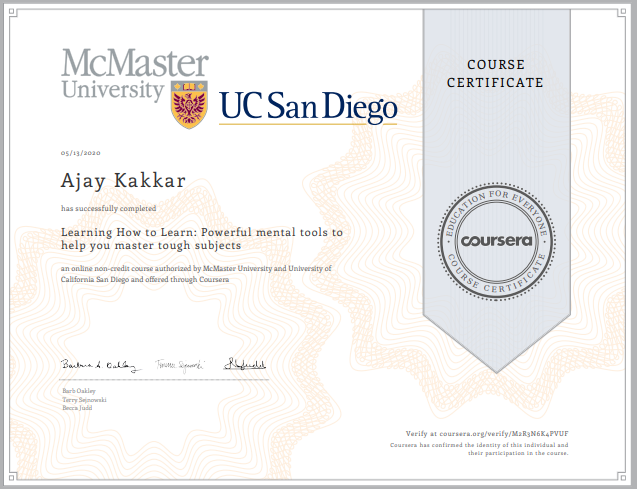 McMaster
University
UC San Diego
COURSE
CERTIFICATE
05/13/2020
Ajay Kakkar
has successfully completed
Learning How to Learn: Powerful mental tools to
help you master tough subjects
an online non-credit course authorized by McMaster University and University of
California San Diego and offered through Coursera
EDUCATION FOR EVERYONE
coursera
COURSE CERTIFICATE
Barbara A Oakley
Barb Oakley
Terry Sejnowski
Becca Judd
Verify at coursera.org/verify/M2R3N6K4PVUF
Coursera has confirmed the identity of this individual and
their participation in the course.